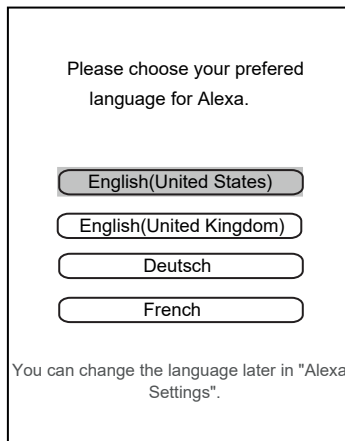 Please choose your prefered
language for Alexa.
English(United States)
English(United Kingdom)
Deutsch
French
You can change the language later in "Alexa
Settings".